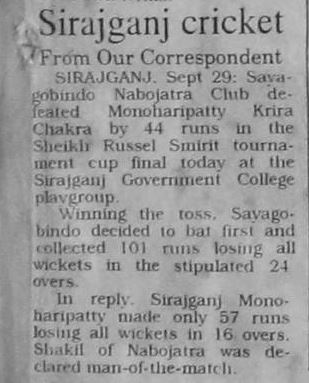 Sirajganj cricket
From Our Correspondent
SIRAJGANJ. Sept 29: Saya-
gobindo Nabojatra Club de-
feated Monoharipatty Krira
Chakra by 44 runs in the
Sheikh Russel Smirit tourna-
ment cup final today at the
Sirajganj Government College
playgroup.
Winning the toss. Sayago-
bindo decided to bat first and
collected 101 runs losing all
wickets in the stipulated 24
overs.
In reply. Sirajganj Mono-
haripatty made only 57 runs
losing all wickets in 16 overs.
Shakil of Nabojatra was de-
clared man-of-the-match.